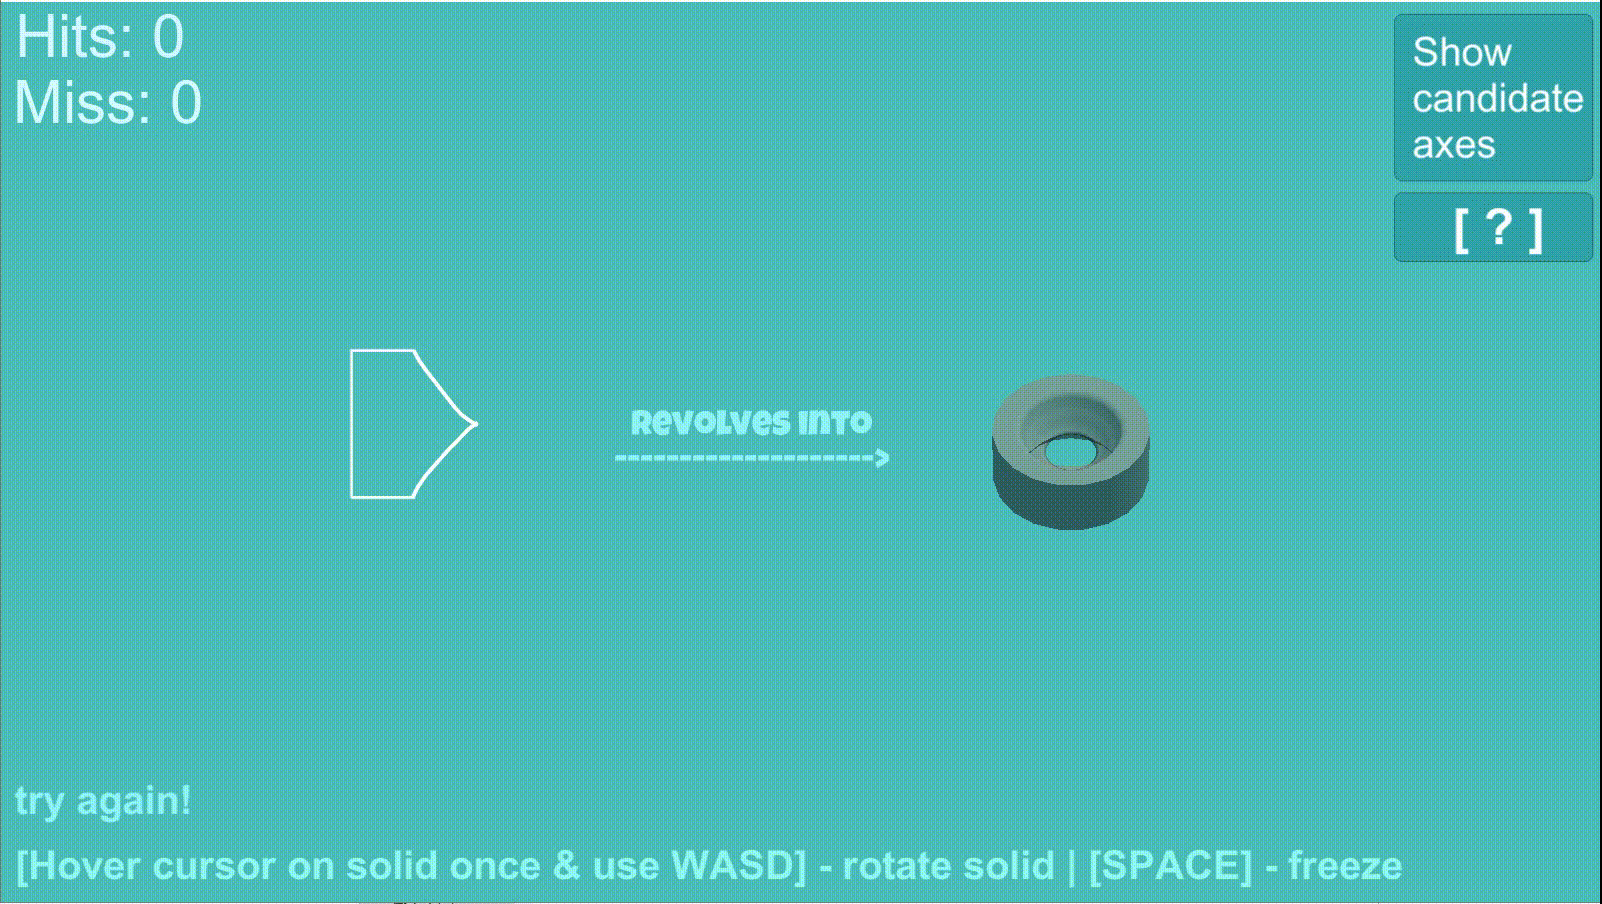 Hits: 0
Miss: 0
Show
candidate
axes
[ ? ]
Revolves into
try again!
[Hover cursor on solid once & use WASD] - rotate solid | [SPACE] - freeze